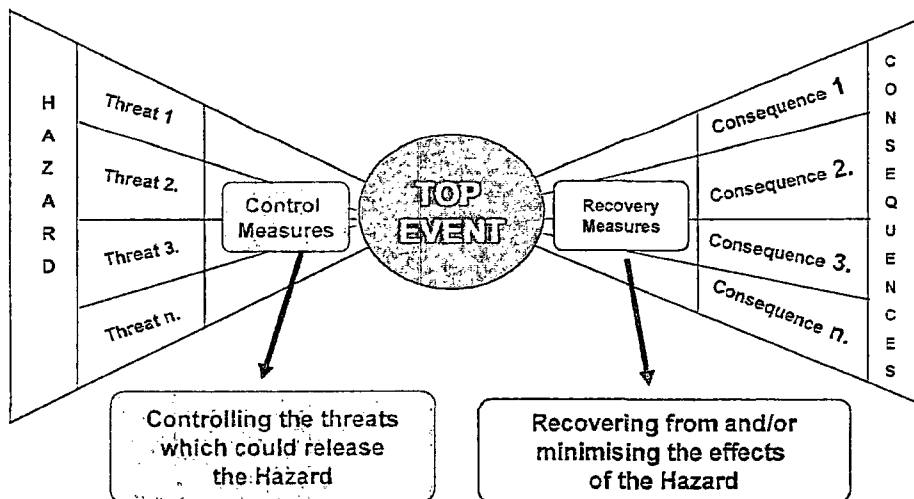 HAZARD
Threat 1
Threat 2.
Threat 3.
Threat n.
Control
Measures
TOP
EVENT
Recovery
Measures
Consequence 1
Consequence 2.
Consequence 3.
Consequence n.
CONSEQUENCES
Controlling the threats
which could release
the Hazard
Recovering from and/or
minimising the effects
of the Hazard